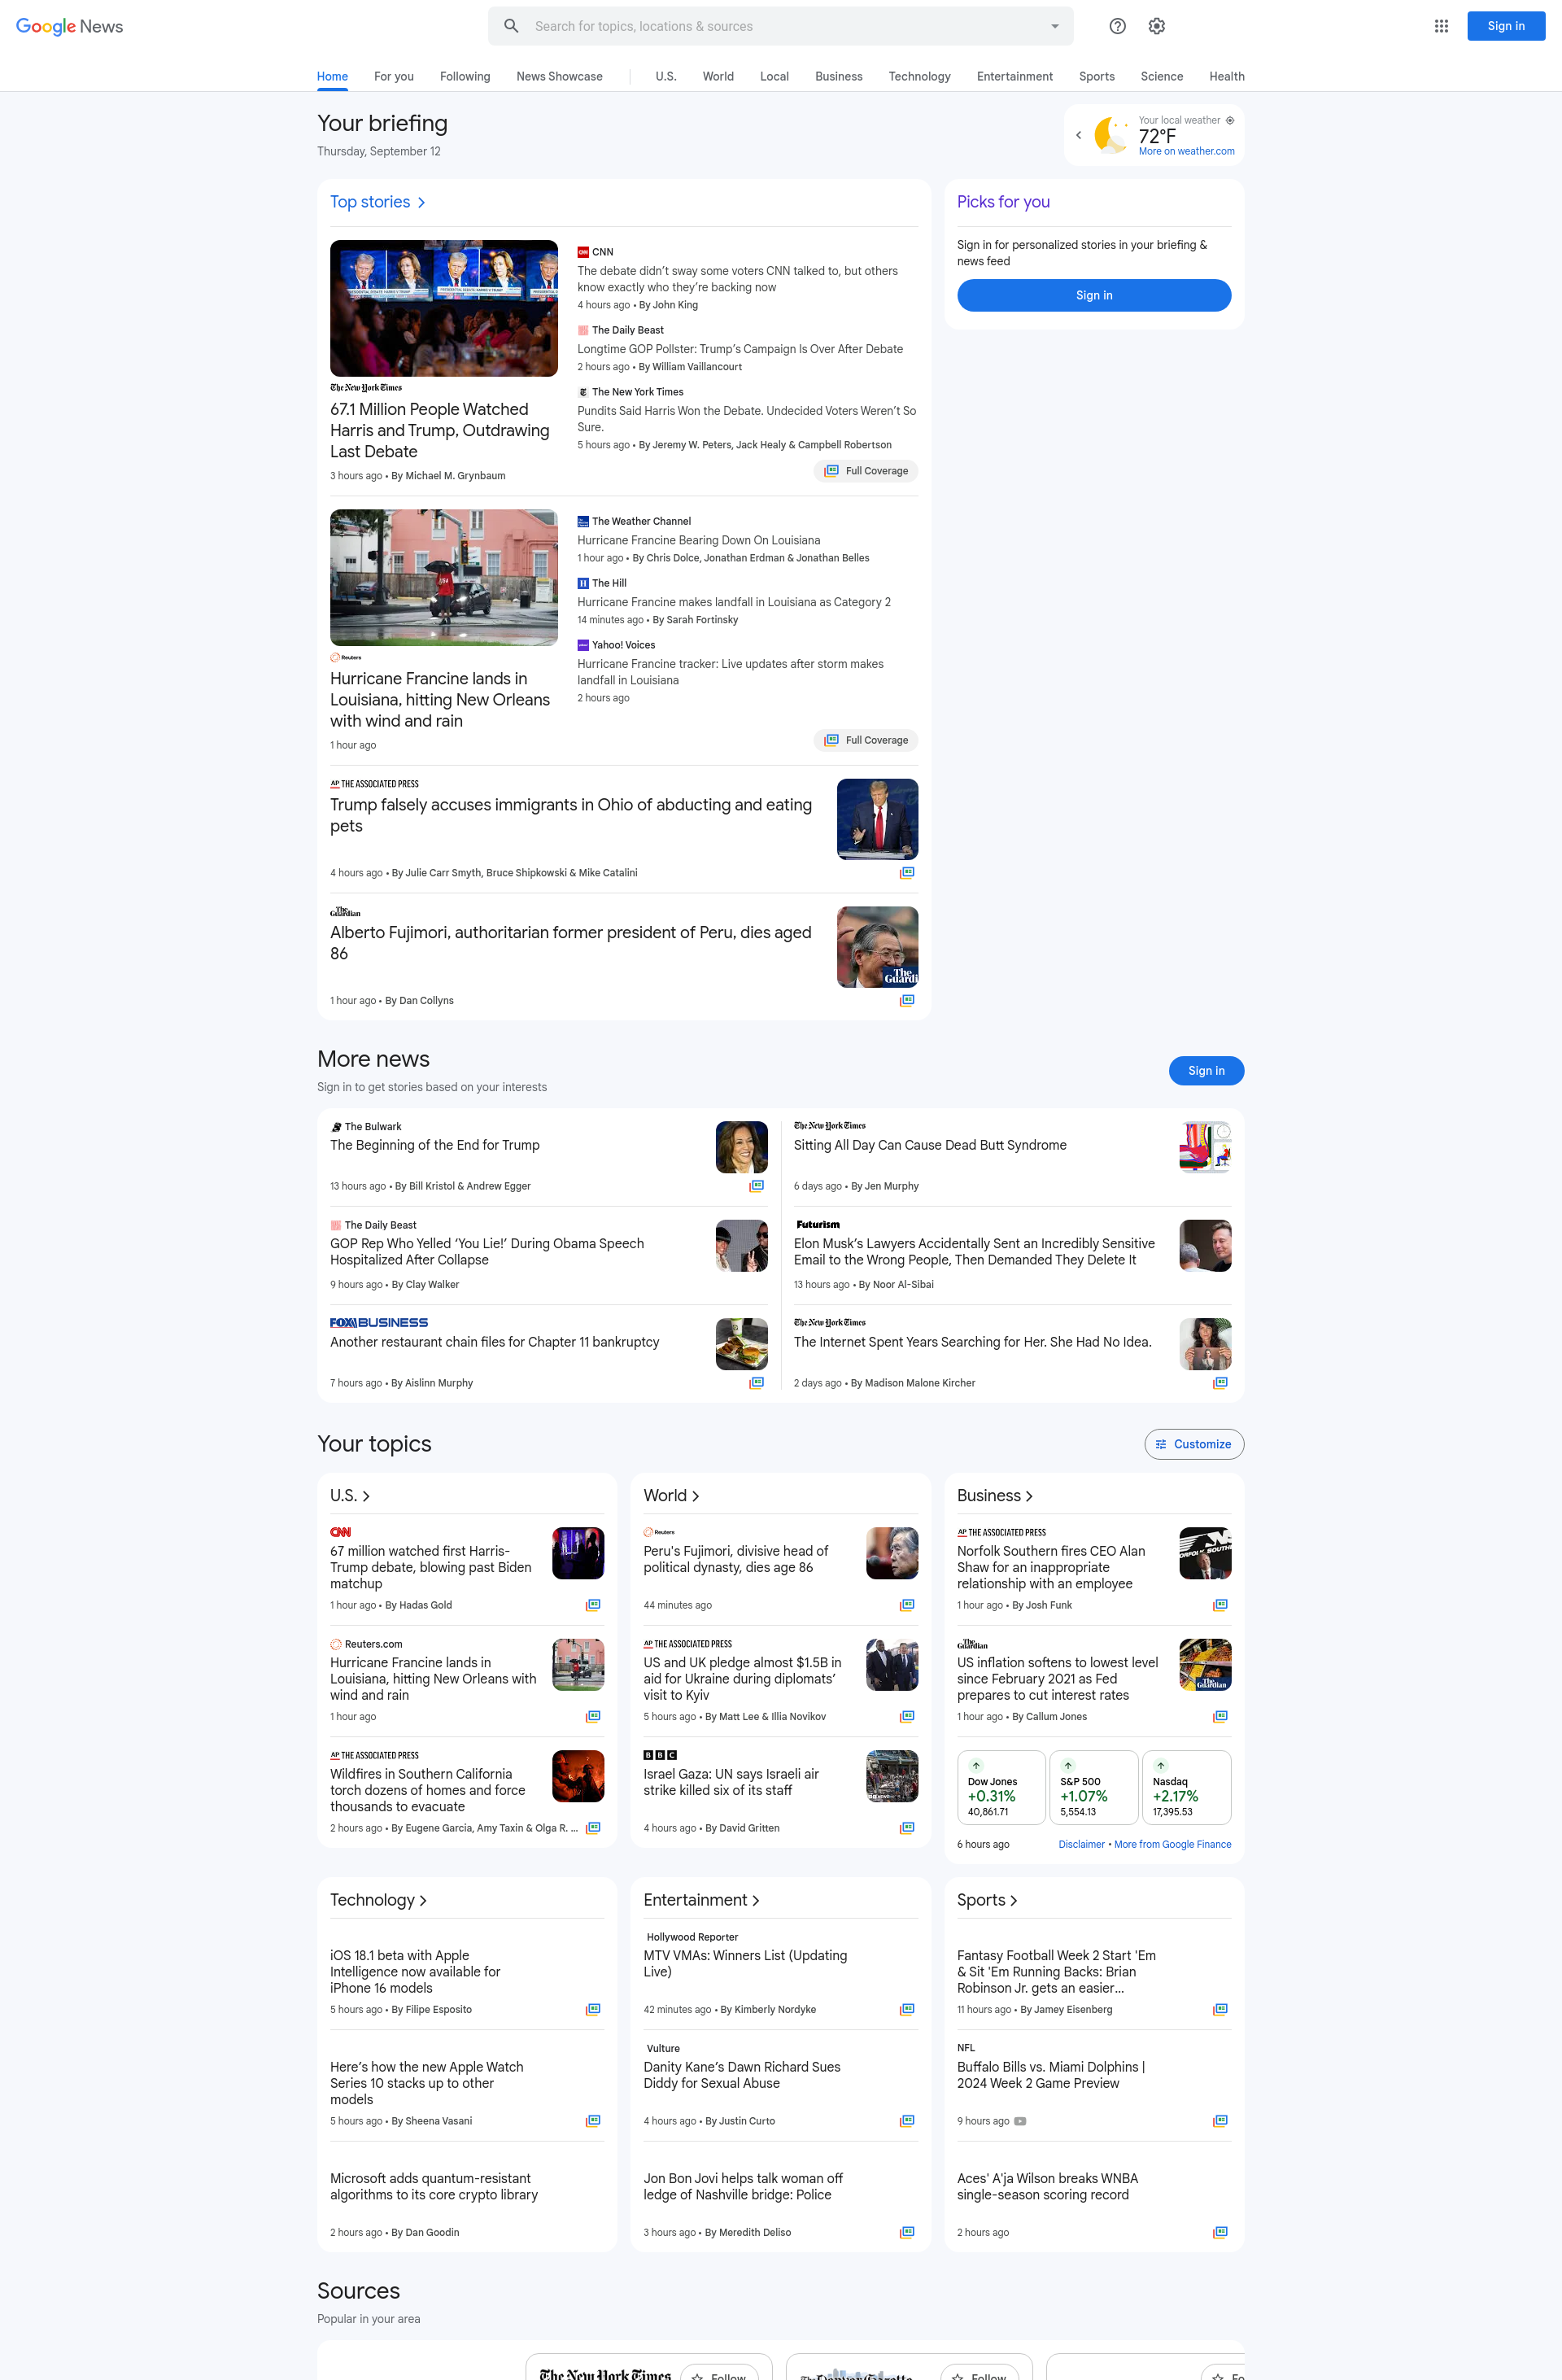 Google News
Search for topics, locations & sources
Sign in
Home
For you
Following
News Showcase
U.S.
World
Local
Business
Technology
Entertainment
Sports
Science
Health
Your briefing
Thursday, September 12
Your local weather
72°F
More on weather.com
Top stories
The New York Times
67.1 Million People Watched
Harris and Trump, Outdrawing
Last Debate
3 hours ago • By Michael M. Grynbaum
CNN
The debate didn’t sway some voters CNN talked to, but others
know exactly who they’re backing now
4 hours ago • By John King
The Daily Beast
Longtime GOP Pollster: Trump’s Campaign Is Over After Debate
2 hours ago • By William Vaillancourt
The New York Times
Pundits Said Harris Won the Debate. Undecided Voters Weren’t So
Sure.
5 hours ago • By Jeremy W. Peters, Jack Healy & Campbell Robertson
Full Coverage
Picks for you
Sign in for personalized stories in your briefing &
news feed
Sign in
Reuters
Hurricane Francine lands in
Louisiana, hitting New Orleans
with wind and rain
1 hour ago
The Weather Channel
Hurricane Francine Bearing Down On Louisiana
1 hour ago • By Chris Dolce, Jonathan Erdman & Jonathan Belles
The Hill
Hurricane Francine makes landfall in Louisiana as Category 2
14 minutes ago • By Sarah Fortinsky
Yahoo! Voices
Hurricane Francine tracker: Live updates after storm makes
landfall in Louisiana
2 hours ago
Full Coverage
AP THE ASSOCIATED PRESS
Trump falsely accuses immigrants in Ohio of abducting and eating
pets
4 hours ago • By Julie Carr Smyth, Bruce Shipkowski & Mike Catalini
The Guardian
Alberto Fujimori, authoritarian former president of Peru, dies aged
86
1 hour ago • By Dan Collyns
More news
Sign in to get stories based on your interests
Sign in
The Bulwark
The Beginning of the End for Trump
13 hours ago • By Bill Kristol & Andrew Egger
The Daily Beast
GOP Rep Who Yelled ‘You Lie!’ During Obama Speech
Hospitalized After Collapse
9 hours ago • By Clay Walker
FOX BUSINESS
Another restaurant chain files for Chapter 11 bankruptcy
7 hours ago • By Aislinn Murphy
The New York Times
Sitting All Day Can Cause Dead Butt Syndrome
6 days ago • By Jen Murphy
Futurism
Elon Musk’s Lawyers Accidentally Sent an Incredibly Sensitive
Email to the Wrong People, Then Demanded They Delete It
13 hours ago • By Noor Al-Sibai
The New York Times
The Internet Spent Years Searching for Her. She Had No Idea.
2 days ago • By Madison Malone Kircher
Your topics
Customize
U.S.
CNN
67 million watched first Harris-
Trump debate, blowing past Biden
matchup
1 hour ago • By Hadas Gold
Reuters.com
Hurricane Francine lands in
Louisiana, hitting New Orleans with
wind and rain
1 hour ago
AP THE ASSOCIATED PRESS
Wildfires in Southern California
torch dozens of homes and force
thousands to evacuate
2 hours ago • By Eugene Garcia, Amy Taxin & Olga R. ...
World
Reuters
Peru's Fujimori, divisive head of
political dynasty, dies age 86
44 minutes ago
AP THE ASSOCIATED PRESS
US and UK pledge almost $1.5B in
aid for Ukraine during diplomats’
visit to Kyiv
5 hours ago • By Matt Lee & Illia Novikov
BBC
Israel Gaza: UN says Israeli air
strike killed six of its staff
4 hours ago • By David Gritten
Business
AP THE ASSOCIATED PRESS
Norfolk Southern fires CEO Alan
Shaw for an inappropriate
relationship with an employee
1 hour ago • By Josh Funk
The Guardian
US inflation softens to lowest level
since February 2021 as Fed
prepares to cut interest rates
1 hour ago • By Callum Jones
Dow Jones
+0.31%
40,861.71
S&P 500
+1.07%
5,554.13
Nasdaq
+2.17%
17,395.53
6 hours ago
Disclaimer • More from Google Finance
Technology
iOS 18.1 beta with Apple
Intelligence now available for
iPhone 16 models
5 hours ago • By Filipe Esposito
Here’s how the new Apple Watch
Series 10 stacks up to other
models
5 hours ago • By Sheena Vasani
Microsoft adds quantum-resistant
algorithms to its core crypto library
2 hours ago • By Dan Goodin
Entertainment
Hollywood Reporter
MTV VMAs: Winners List (Updating
Live)
42 minutes ago • By Kimberly Nordyke
Vulture
Danity Kane’s Dawn Richard Sues
Diddy for Sexual Abuse
4 hours ago • By Justin Curto
Jon Bon Jovi helps talk woman off
ledge of Nashville bridge: Police
3 hours ago • By Meredith Deliso
Sports
Fantasy Football Week 2 Start 'Em
& Sit 'Em Running Backs: Brian
Robinson Jr. gets an easier...
11 hours ago • By Jamey Eisenberg
NFL
Buffalo Bills vs. Miami Dolphins |
2024 Week 2 Game Preview
9 hours ago
Aces' A'ja Wilson breaks WNBA
single-season scoring record
2 hours ago
Sources
Popular in your area
The New York Times
Follow
Follow